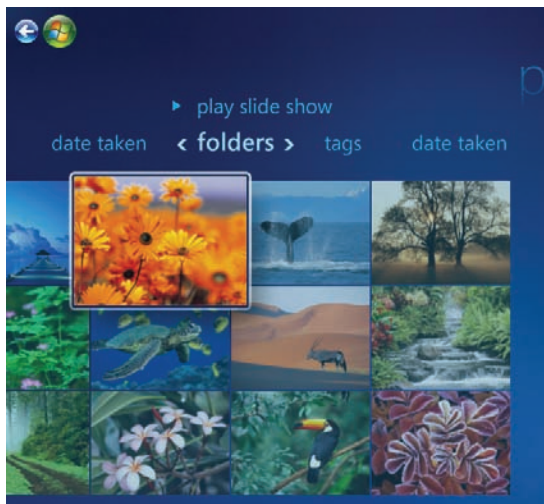 play slide show
date taken ‹ folders › tags date taken